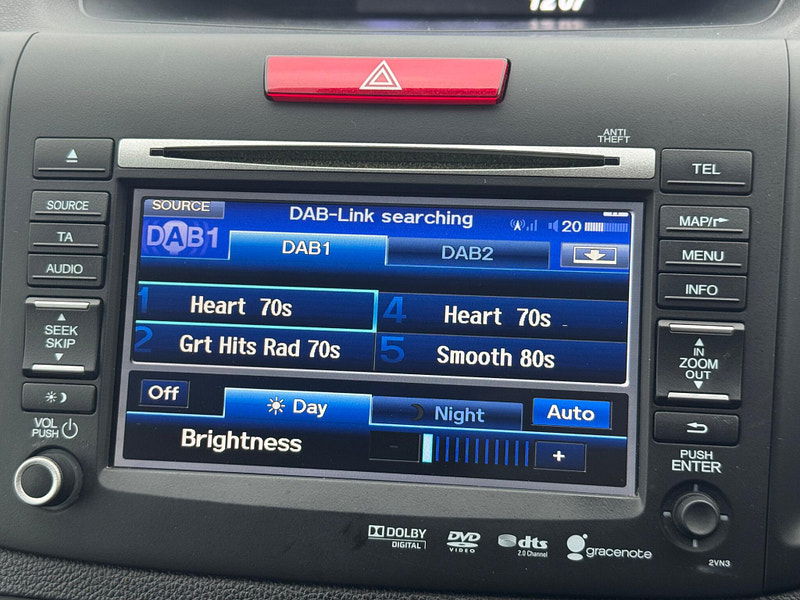 1207
ANTI
THEFT
TEL
SOURCE
TA
AUDIO
SEEK
SKIP
VOL
PUSH
MAP/
MENU
INFO
IN
ZOOM
OUT
PUSH
ENTER
2VN3
SOURCE
DAB-Link searching
20
DAB1
DAB1
DAB2
1 Heart 70s
4 Heart 70s
2 Grt Hits Rad 70s
5 Smooth 80s
Off
Day
Night
Auto
Brightness
- +
DOLBY
DIGITAL
DVD
VIDEO
dts
2.0 Channel
gracenote